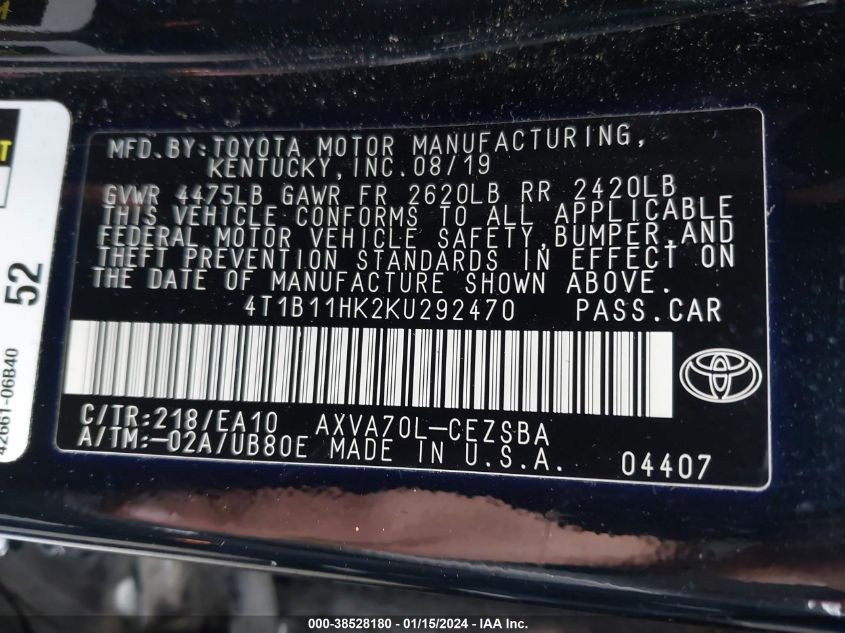 MFD.BY:TOYOTA MOTOR MANUFACTURING,
KENTUCKY,INC.08/19
GVWR 4475LB GAWR FR 2620LB RR 2420LB
THIS VEHICLE CONFORMS TO ALL APPLICABLE
FEDERAL MOTOR VEHICLE SAFETY,BUMPER,AND
THEFT PREVENTION STANDARDS IN EFFECT ON
THE DATE OF MANUFACTURE SHOWN ABOVE.
4T1B11HK2KU292470 PASS.CAR
C/TR:218/EA10 AXVA70L-CEZSBA
A/TM:-02A/UB80E MADE IN U.S.A. 04407
52
42661-06B40
000-38528180 - 01/15/2024 - IAA Inc.